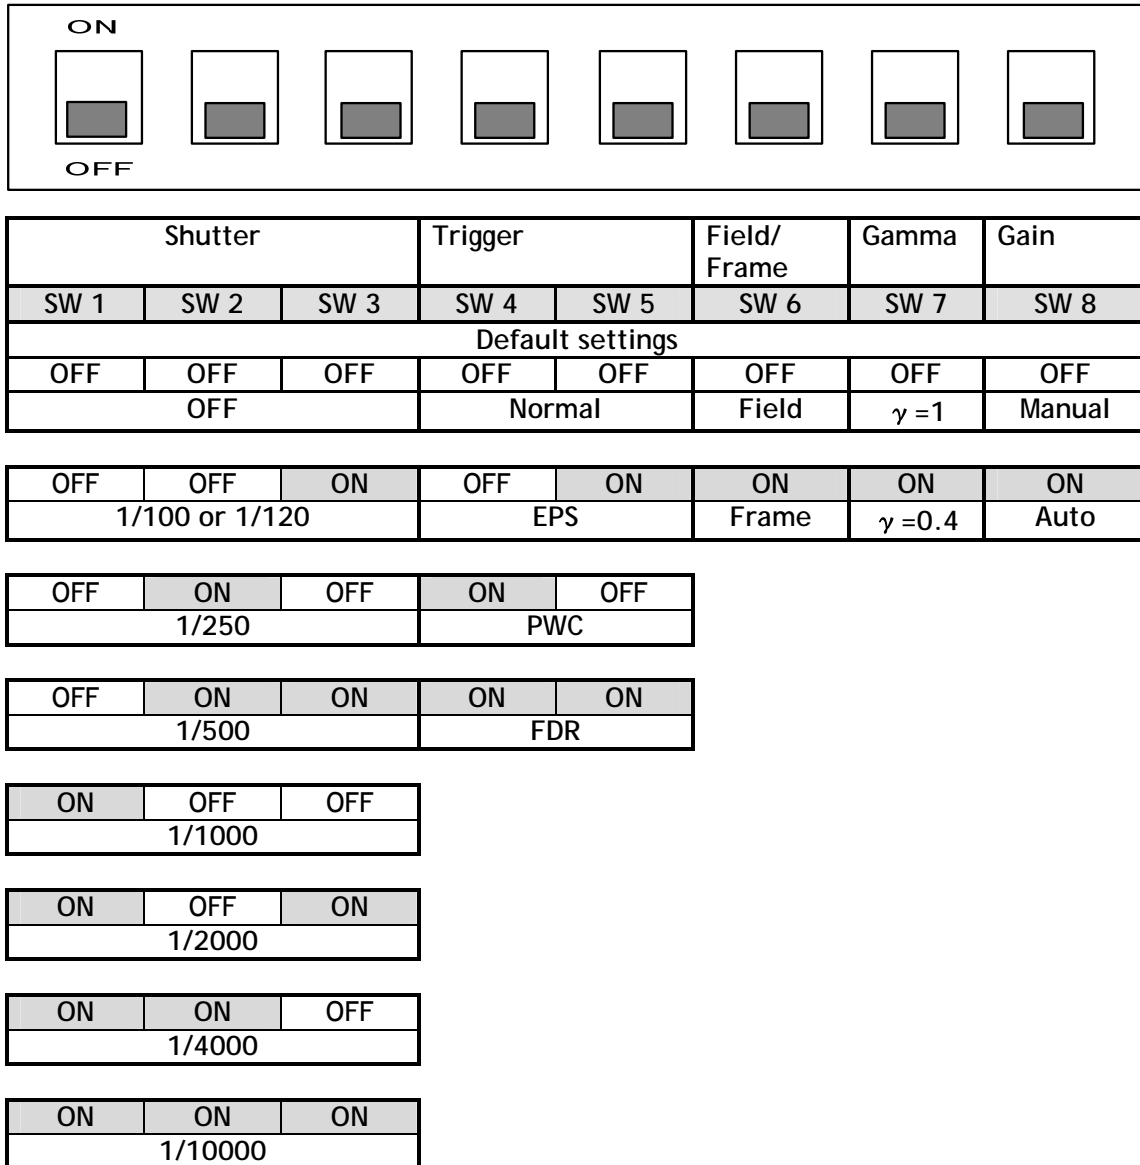 ON
OFF
Shutter Trigger Field/ Gamma Gain
Frame
SW 1 SW 2 SW 3 SW 4 SW 5 SW 6 SW 7 SW 8
Default settings
OFF OFF OFF OFF OFF OFF OFF OFF
OFF Normal Field γ =1 Manual
OFF OFF ON OFF ON ON ON ON
1/100 or 1/120 EPS Frame γ =0.4 Auto
OFF ON OFF ON OFF
1/250 PWC
OFF ON ON ON ON
1/500 FDR
ON OFF OFF
1/1000
ON OFF ON
1/2000
ON ON OFF
1/4000
ON ON ON
1/10000